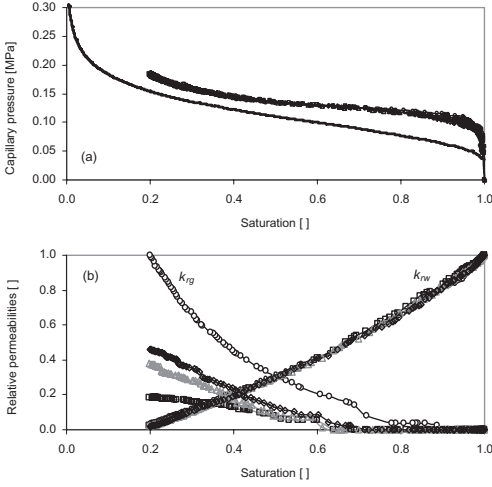 Capillary pressure [MPa]
0.30
0.25
0.20
0.15
0.10
0.05
0.00
(a)
0.0 0.2 0.4 0.6 0.8 1.0
Saturation [ ]
Relative permeabilities [ ]
1.0
0.8
0.6
0.4
0.2
0.0
(b)
krg
krw
0.0 0.2 0.4 0.6 0.8 1.0
Saturation [ ]